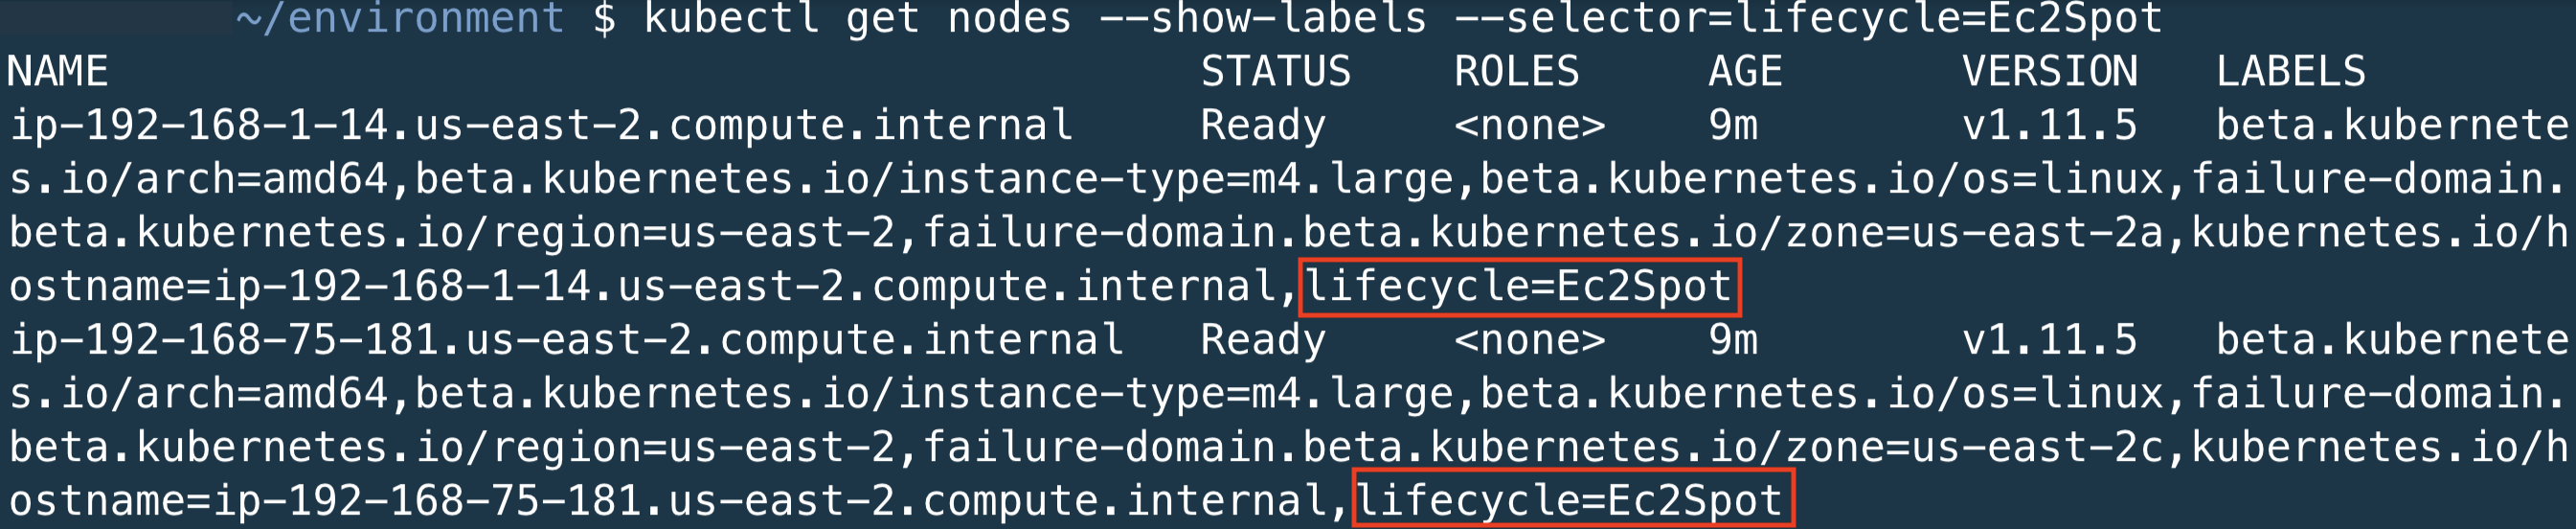 ~/environment $ kubectl get nodes --show-labels --selector=lifecycle=Ec2Spot
NAME STATUS ROLES AGE VERSION LABELS
ip-192-168-1-14.us-east-2.compute.internal Ready <none> 9m v1.11.5 beta.kubernete
s.io/arch=amd64,beta.kubernetes.io/instance-type=m4.large,beta.kubernetes.io/os=linux,failure-domain.
beta.kubernetes.io/region=us-east-2,failure-domain.beta.kubernetes.io/zone=us-east-2a,kubernetes.io/h
ostname=ip-192-168-1-14.us-east-2.compute.internal,lifecycle=Ec2Spot
ip-192-168-75-181.us-east-2.compute.internal Ready <none> 9m v1.11.5 beta.kubernete
s.io/arch=amd64,beta.kubernetes.io/instance-type=m4.large,beta.kubernetes.io/os=linux,failure-domain.
beta.kubernetes.io/region=us-east-2,failure-domain.beta.kubernetes.io/zone=us-east-2c,kubernetes.io/h
ostname=ip-192-168-75-181.us-east-2.compute.internal,lifecycle=Ec2Spot